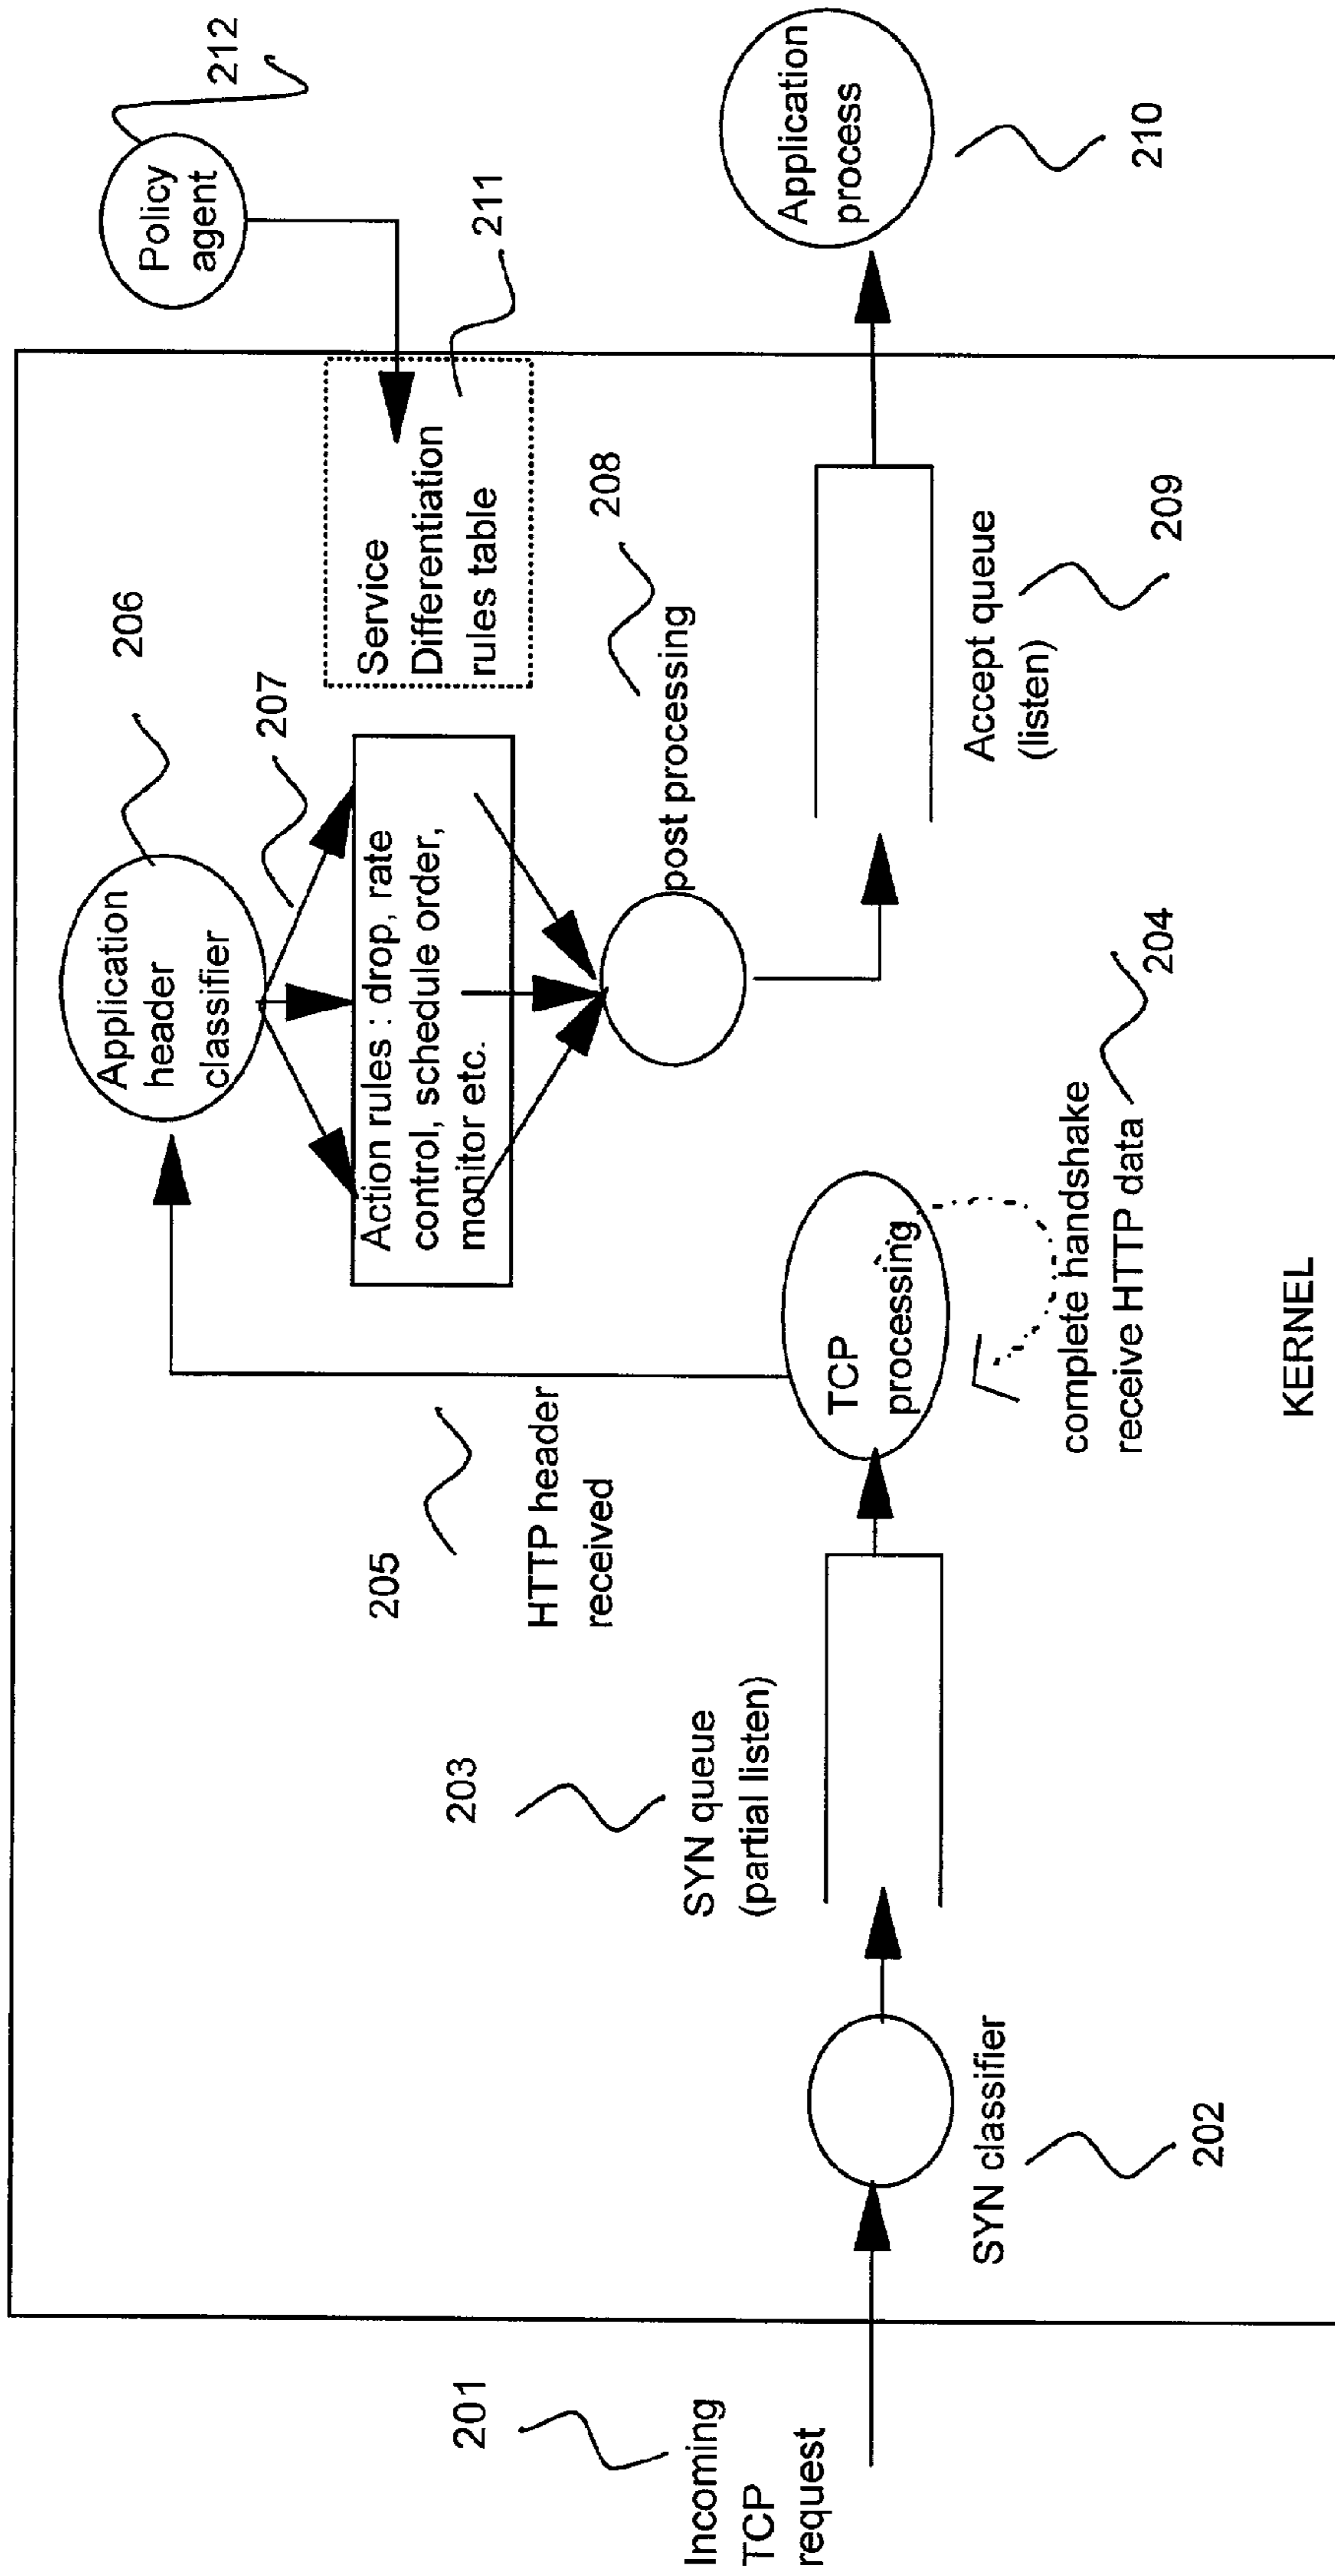 201
Incoming
TCP
request
SYN classifier
202
203
SYN queue
(partial listen)
205
HTTP header
received
TCP
processing
complete handshake
receive HTTP data
204
KERNEL
206
Application
header
classifier
207
Action rules : drop, rate
control, schedule order,
monitor etc.
208
post processing
Service
Differentiation
rules table
211
Policy
agent
212
Accept queue
(listen)
209
Application
process
210